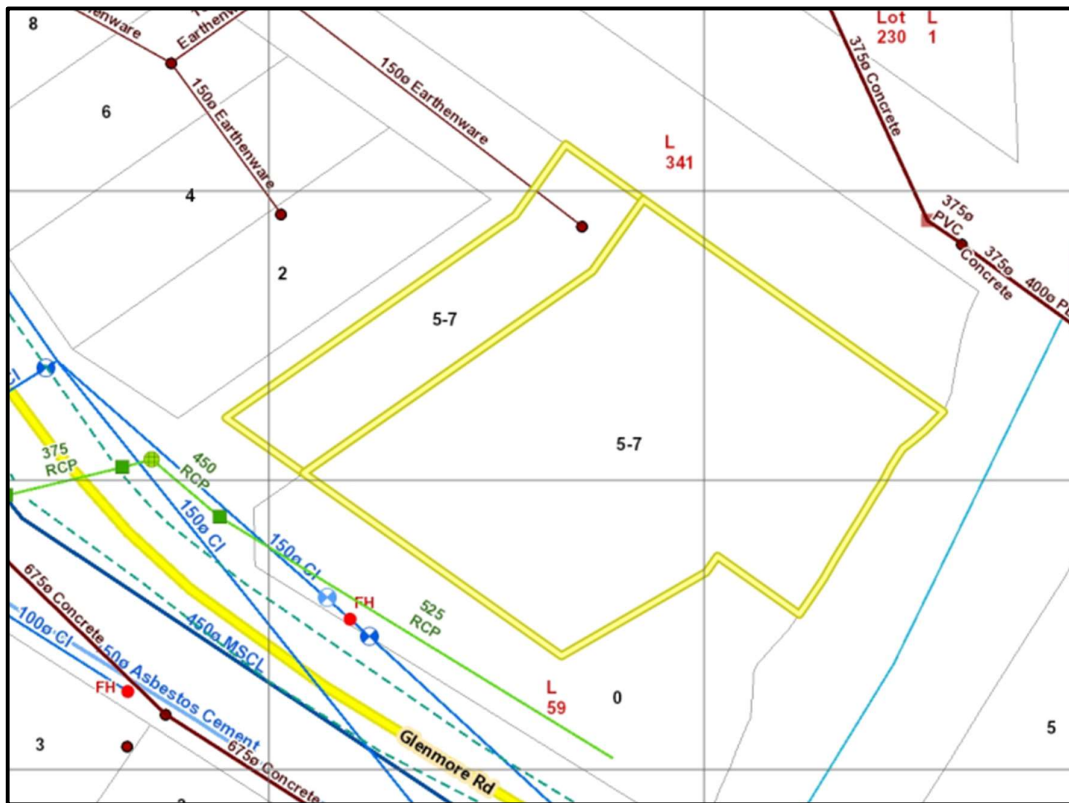 8
Earthenware
Lot
230
L
1
6
150ø Earthenware
150ø Earthenware
375ø Concrete
L
341
4
375ø
PVC
375ø
Concrete
400ø
2
5-7
5-7
375
RCP
450
RCP
150ø CI
150ø CI
FH
525
RCP
675ø Concrete
100ø CI
450ø MSCL
50ø Asbestos Cement
FH
L
59
0
5
3
Glenmore Rd
675ø Concrete